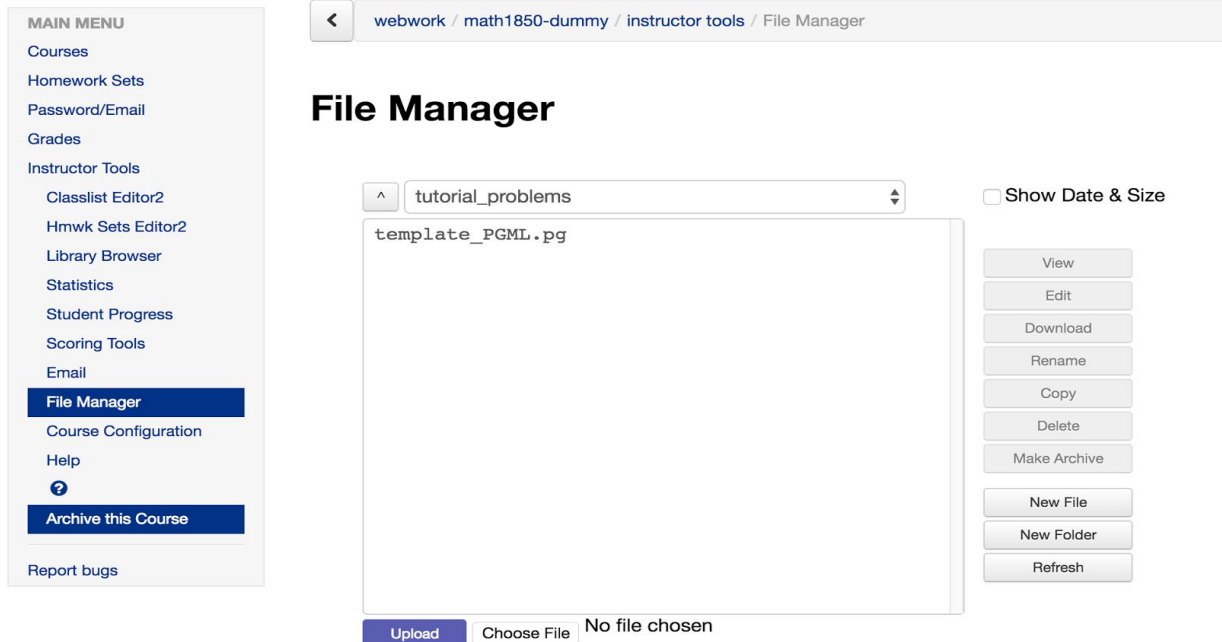 MAIN MENU
Courses
Homework Sets
Password/Email
Grades
Instructor Tools
Classlist Editor2
Hmwk Sets Editor2
Library Browser
Statistics
Student Progress
Scoring Tools
Email
File Manager
Course Configuration
Help
?
Archive this Course
Report bugs
< webwork / math1850-dummy / instructor tools / File Manager
File Manager
^ tutorial_problems
Show Date & Size
template_PGML.pg
View
Edit
Download
Rename
Copy
Delete
Make Archive
New File
New Folder
Refresh
Upload Choose File No file chosen